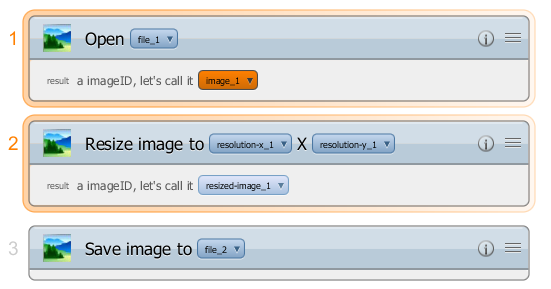 1 Open file_1
result a imageID, let's call it image_1
2 Resize image to resolution-x_1 X resolution-y_1
result a imageID, let's call it resized-image_1
3 Save image to file_2